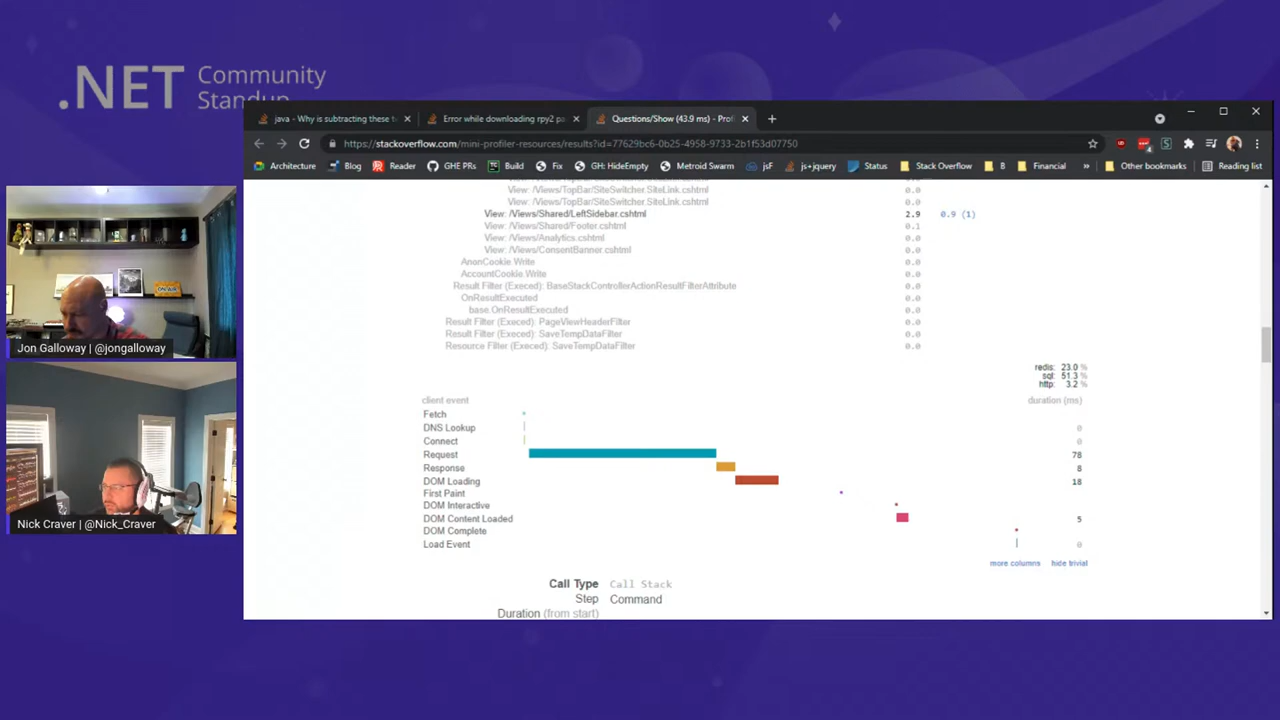 .NET Community
Standup
java - Why is subtracting these t
Error while downloading rpy2 pa
Questions/Show (43.9 ms) - Prof
https://stackoverflow.com/mini-profiler-resources/results?id=77629bc6-0b25-4958-9733-2b1f53d07750
Architecture Blog Reader GHE PRs Build Fix GH: HideEmpty Metroid Swarm jsF js+jquery Status Stack Overflow B Financial » Other bookmarks Reading list
View: /Views/TopBar/SiteSwitcher.SiteLink.cshtml
View: /Views/TopBar/SiteSwitcher.SiteLink.cshtml 0.0
View: /Views/TopBar/SiteSwitcher.SiteLink.cshtml 0.0
View: /Views/Shared/LeftSidebar.cshtml 2.9 0.9 (1)
View: /Views/Shared/Footer.cshtml 0.1
View: /Views/Analytics.cshtml 0.0
View: /Views/ConsentBanner.cshtml 0.0
AnonCookie.Write 0.0
AccountCookie.Write 0.0
Result Filter (Execed): BaseStackControllerActionResultFilterAttribute 0.0
OnResultExecuted 0.0
base.OnResultExecuted 0.0
Result Filter (Execed): PageViewHeaderFilter 0.0
Result Filter (Execed): SaveTempDataFilter 0.0
Resource Filter (Execed): SaveTempDataFilter 0.0
redis: 23.0 %
sql: 51.3 %
http: 3.2 %
client event duration (ms)
Fetch
DNS Lookup 0
Connect 0
Request 78
Response 8
DOM Loading 18
First Paint
DOM Interactive
DOM Content Loaded 5
DOM Complete
Load Event 0
more columns hide trivial
Call Type Call Stack
Step Command
Duration (from start)
Jon Galloway | @jongalloway
Nick Craver | @Nick_Craver